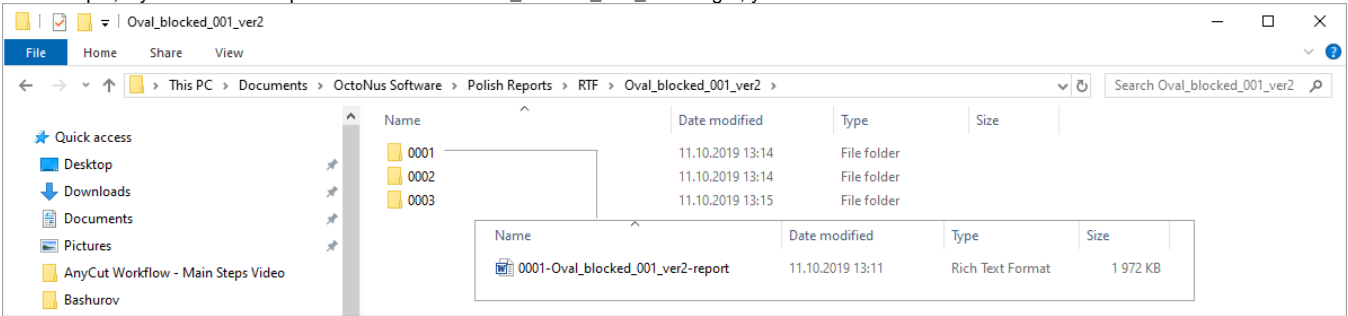 Oval_blocked_001_ver2
File Home Share View
This PC > Documents > OctoNus Software > Polish Reports > RTF > Oval_blocked_001_ver2 >
Search Oval_blocked_001_ver2
Name Date modified Type Size
Quick access
Desktop
Downloads
Documents
Pictures
AnyCut Workflow - Main Steps Video
Bashurov
0001 11.10.2019 13:14 File folder
0002 11.10.2019 13:14 File folder
0003 11.10.2019 13:15 File folder
Name Date modified Type Size
0001-Oval_blocked_001_ver2-report 11.10.2019 13:11 Rich Text Format 1 972 KB